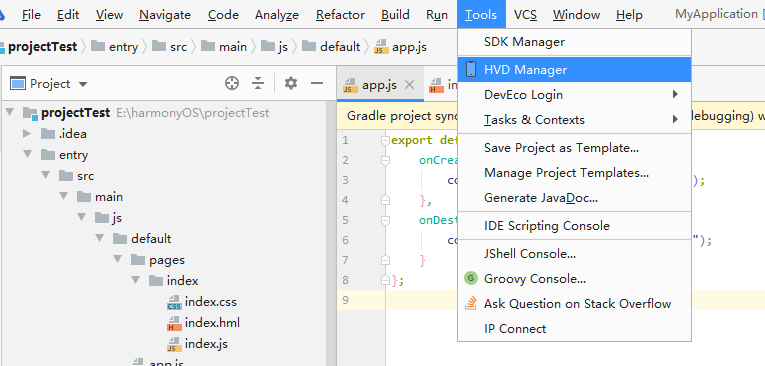 File Edit View Navigate Code Analyze Refactor Build Run Tools VCS Window Help MyApplication [
projectTest entry src main js default app.js
SDK Manager
Project
HVD Manager
app.js
DevEco Login
projectTest E:\harmonyOS\projectTest
Gradle project sync
Tasks & Contexts
ebugging) w
.idea
1 export def
entry
2 onCrea
Save Project as Template...
src
3 co );
Manage Project Templates...
main
4 },
Generate JavaDoc...
js
5 onDest
IDE Scripting Console
default
6 co ");
pages
7 }
JShell Console...
index
8 };
Groovy Console...
index.css
9
Ask Question on Stack Overflow
index.hml
IP Connect
index.js
app.js